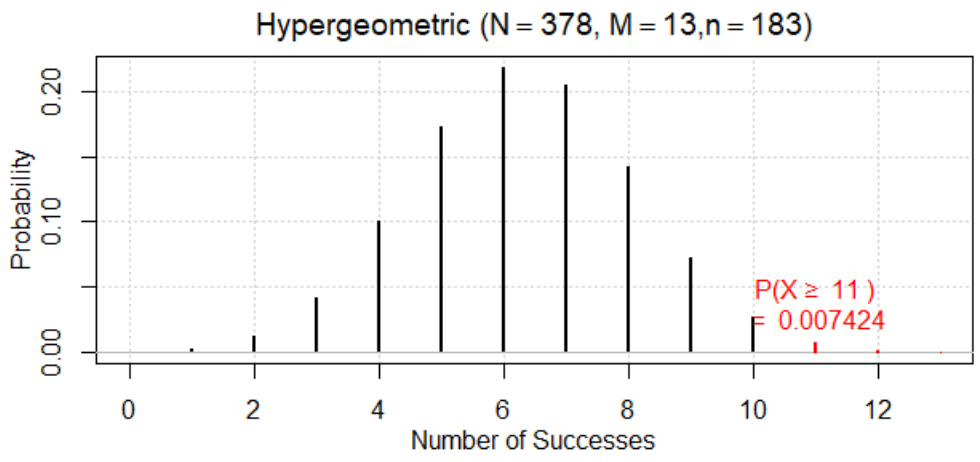 Hypergeometric (N = 378, M = 13,n = 183)
Probability
0.20
0.10
0.00
P(X ≥ 11 )
= 0.007424
0 2 4 6 8 10 12
Number of Successes